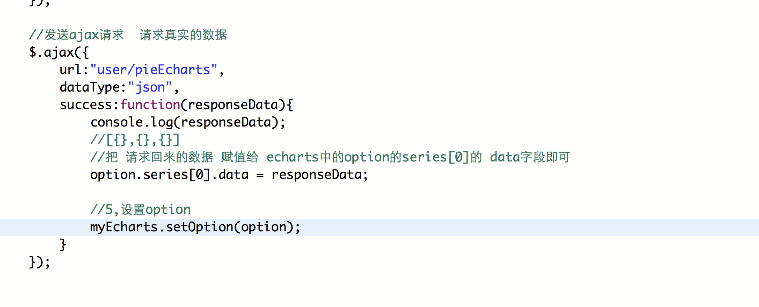 });
//发送ajax请求  请求真实的数据
$.ajax({
    url:"user/pieEcharts",
    dataType:"json",
    success:function(responseData){
        console.log(responseData);
        //[{},{},{}]
        //把 请求回来的数据 赋值给 echarts中的option的series[0]的 data字段即可
        option.series[0].data = responseData;
        //5,设置option
        myEcharts.setOption(option);
    }
});